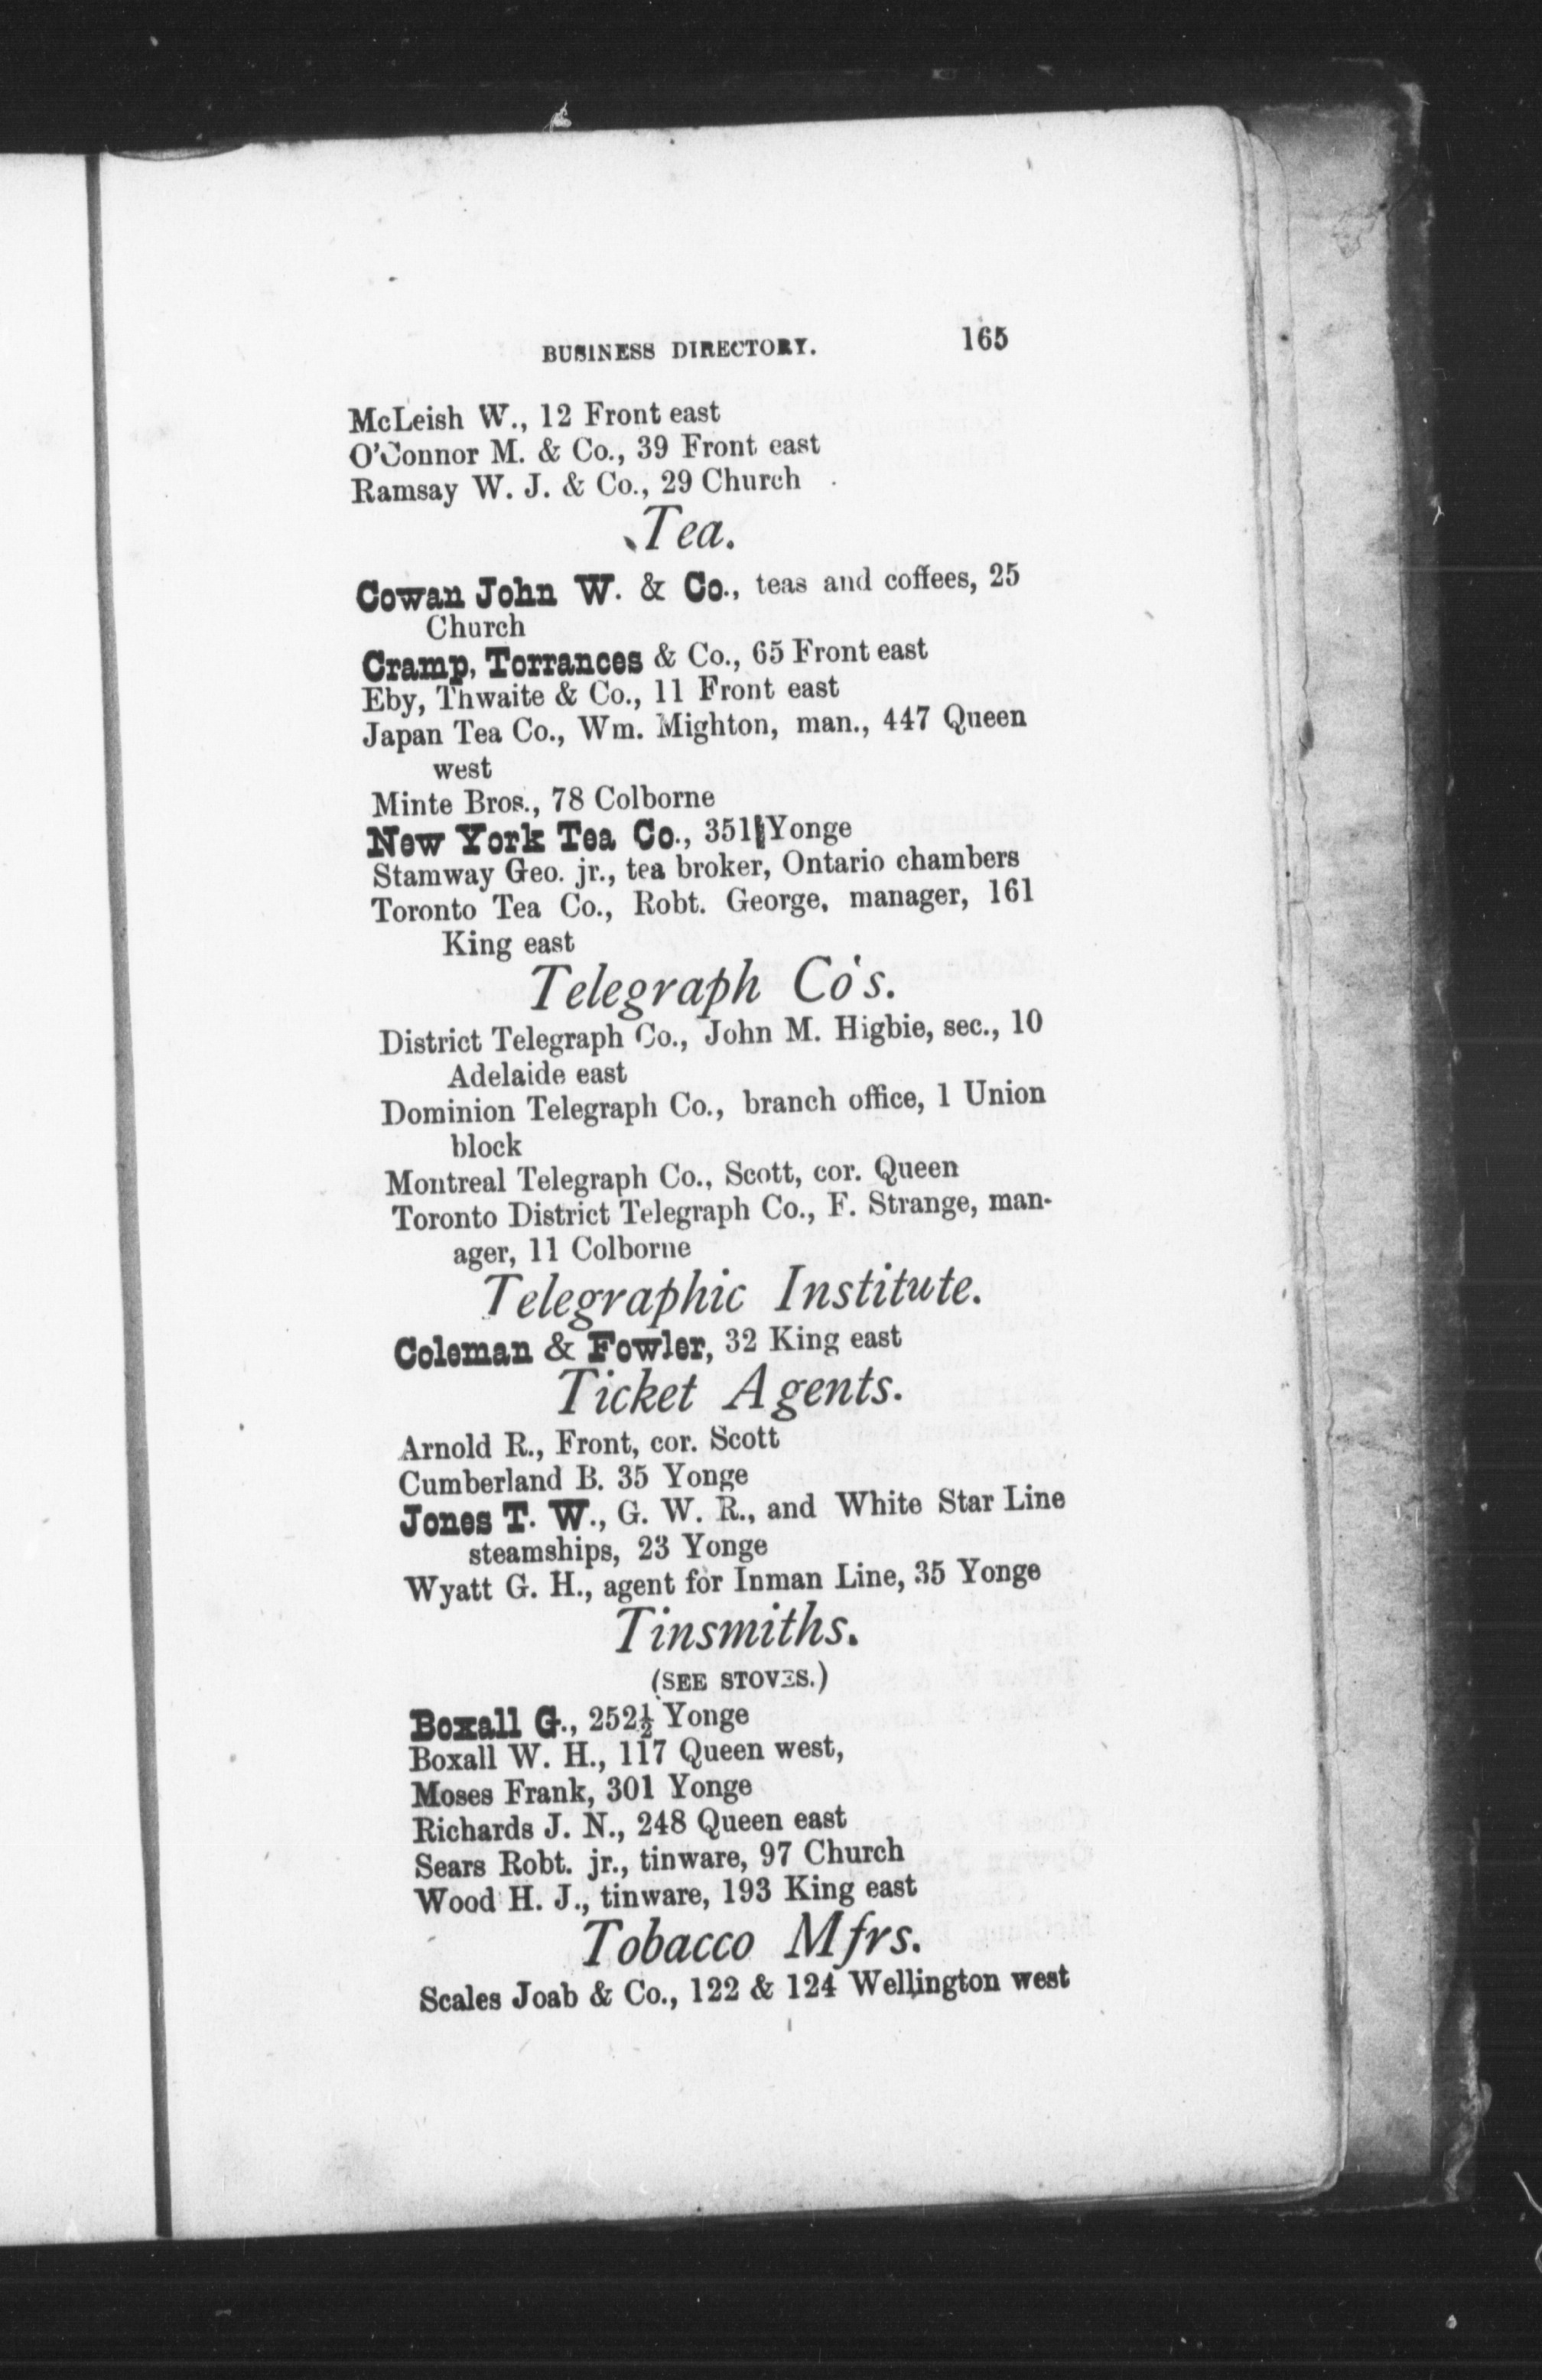 BUSINESS DIRECTORY. 165
McLeish W., 12 Front east
O'Connor M. & Co., 39 Front east
Ramsay W. J. & Co., 29 Church
Tea.
Cowan John W. & Co., teas and coffees, 25
Church
Cramp, Torrances & Co., 65 Front east
Eby, Thwaite & Co., 11 Front east
Japan Tea Co., Wm. Mighton, man., 447 Queen
west
Minte Bros., 78 Colborne
New York Tea Co., 351 Yonge
Stamway Geo. jr., tea broker, Ontario chambers
Toronto Tea Co., Robt. George, manager, 161
King east
Telegraph Co's.
District Telegraph Co., John M. Higbie, sec., 10
Adelaide east
Dominion Telegraph Co., branch office, 1 Union
block
Montreal Telegraph Co., Scott, cor. Queen
Toronto District Telegraph Co., F. Strange, man-
ager, 11 Colborne
Telegraphic Institute.
Coleman & Fowler, 32 King east
Ticket Agents.
Arnold R., Front, cor. Scott
Cumberland B. 35 Yonge
Jones T. W., G. W. R., and White Star Line
steamships, 23 Yonge
Wyatt G. H., agent for Inman Line, 35 Yonge
Tinsmiths.
(SEE STOVES.)
Boxall G., 252½ Yonge
Boxall W. H., 117 Queen west,
Moses Frank, 301 Yonge
Richards J. N., 248 Queen east
Sears Robt. jr., tinware, 97 Church
Wood H. J., tinware, 193 King east
Tobacco Mfrs.
Scales Joab & Co., 122 & 124 Wellington west